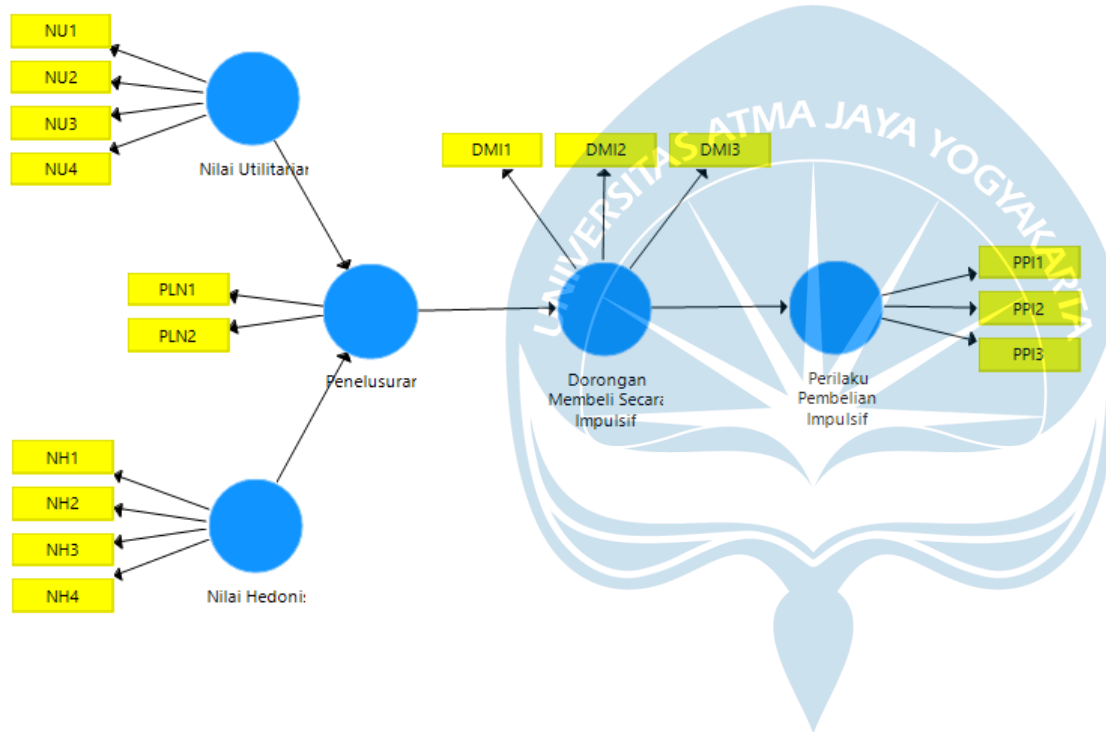 NU1
NU2
NU3
NU4
Nilai Utilitarian
DMI1
DMI2
DMI3
UNIVERSITAS ATMA JAYA YOGYAKARTA
PLN1
PLN2
Penelusuran
Dorongan
Membeli Secara
Impulsif
Perilaku
Pembelian
Impulsif
PPI1
PPI2
PPI3
NH1
NH2
NH3
NH4
Nilai Hedonis